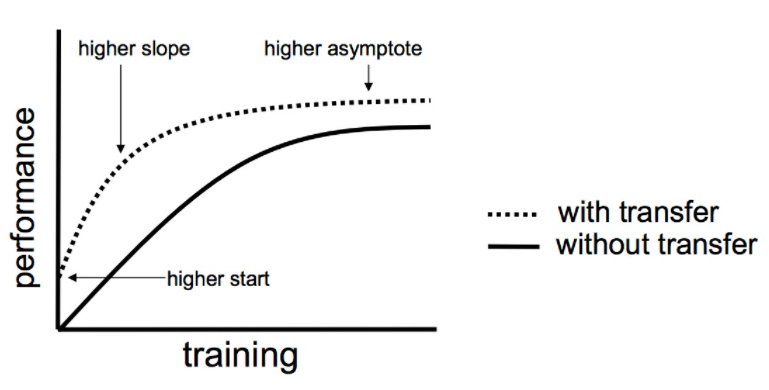 higher slope
higher asymptote
performance
with transfer
without transfer
higher start
training